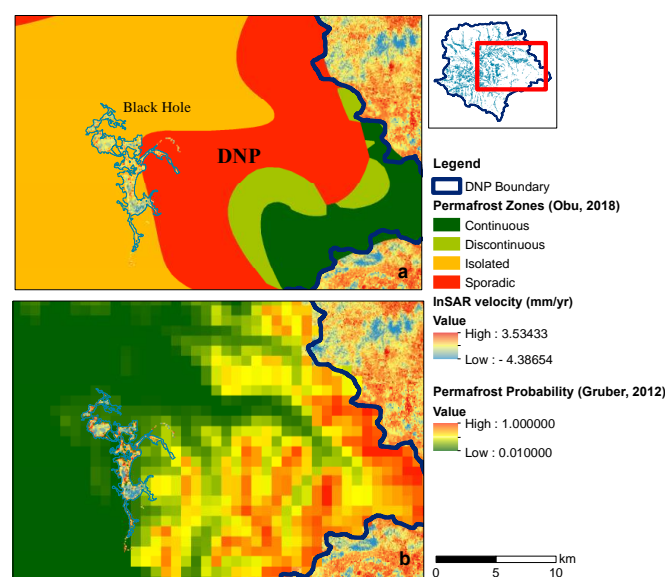 Black Hole
DNP
a
b
Legend
DNP Boundary
Permafrost Zones (Obu, 2018)
Continuous
Discontinuous
Isolated
Sporadic
InSAR velocity (mm/yr)
Value
High : 3.53433
Low : - 4.38654
Permafrost Probability (Gruber, 2012)
Value
High : 1.000000
Low : 0.010000
km
0 5 10